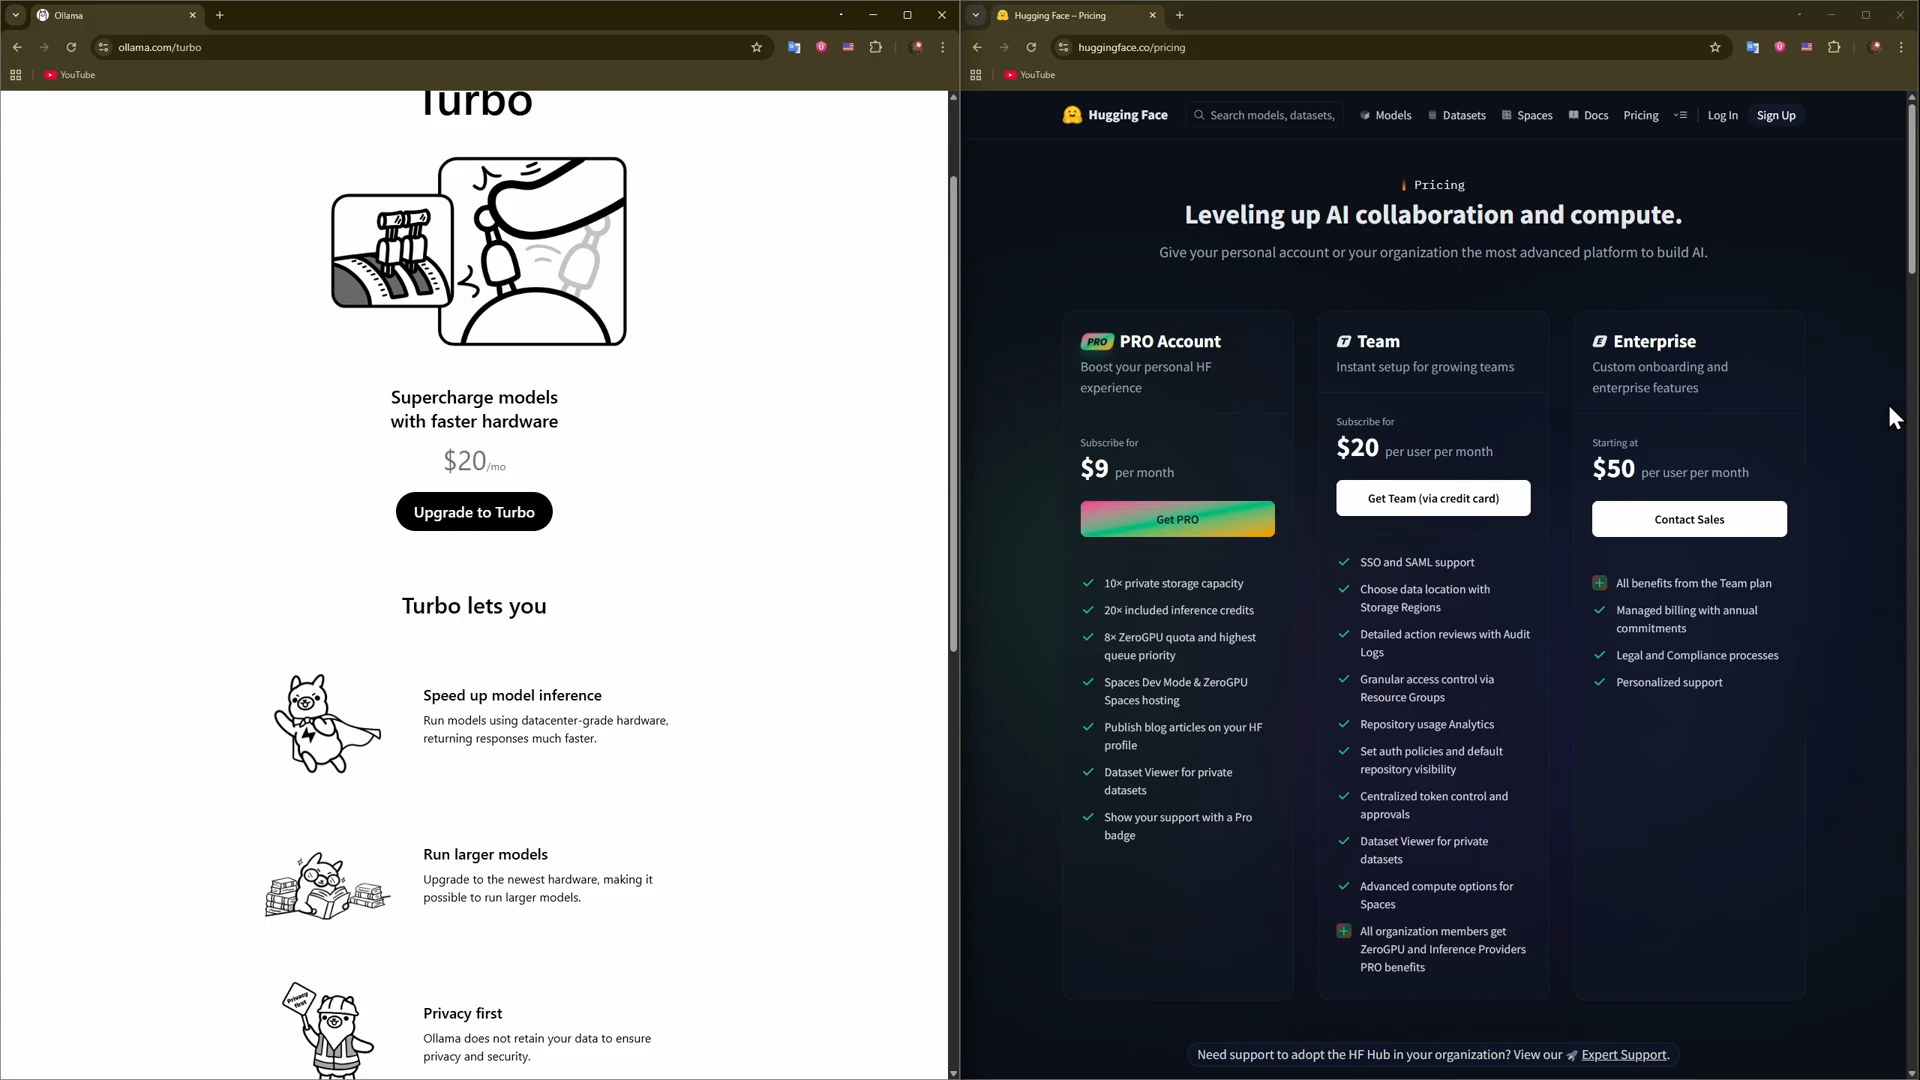 Ollama
ollama.com/turbo
YouTube
Turbo
Supercharge models
with faster hardware
$20/mo
Upgrade to Turbo
Turbo lets you
Speed up model inference
Run models using datacenter-grade hardware,
returning responses much faster.
Run larger models
Upgrade to the newest hardware, making it
possible to run larger models.
Privacy first
Privacy first
Ollama does not retain your data to ensure
privacy and security.
Hugging Face – Pricing
huggingface.co/pricing
YouTube
Hugging Face
Search models, datasets,
Models
Datasets
Spaces
Docs
Pricing
Log In
Sign Up
Pricing
Leveling up AI collaboration and compute.
Give your personal account or your organization the most advanced platform to build AI.
PRO PRO Account
Boost your personal HF
experience
Subscribe for
$9 per month
Get PRO
10× private storage capacity
20× included inference credits
8× ZeroGPU quota and highest
queue priority
Spaces Dev Mode & ZeroGPU
Spaces hosting
Publish blog articles on your HF
profile
Dataset Viewer for private
datasets
Show your support with a Pro
badge
Team
Instant setup for growing teams
Subscribe for
$20 per user per month
Get Team (via credit card)
SSO and SAML support
Choose data location with
Storage Regions
Detailed action reviews with Audit
Logs
Granular access control via
Resource Groups
Repository usage Analytics
Set auth policies and default
repository visibility
Centralized token control and
approvals
Dataset Viewer for private
datasets
Advanced compute options for
Spaces
All organization members get
ZeroGPU and Inference Providers
PRO benefits
Enterprise
Custom onboarding and
enterprise features
Starting at
$50 per user per month
Contact Sales
All benefits from the Team plan
Managed billing with annual
commitments
Legal and Compliance processes
Personalized support
Need support to adopt the HF Hub in your organization? View our Expert Support.